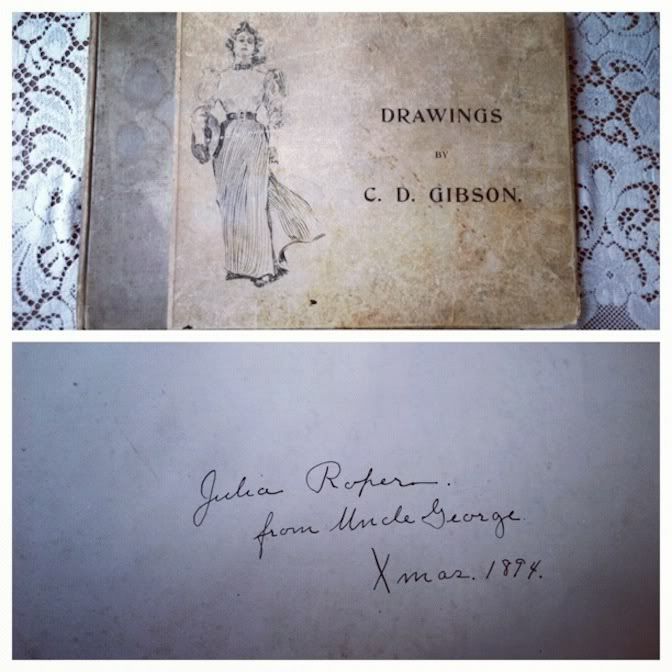 DRAWINGS
BY
C. D. GIBSON.
Julia Roper.
from Uncle George.
Xmas. 1894.